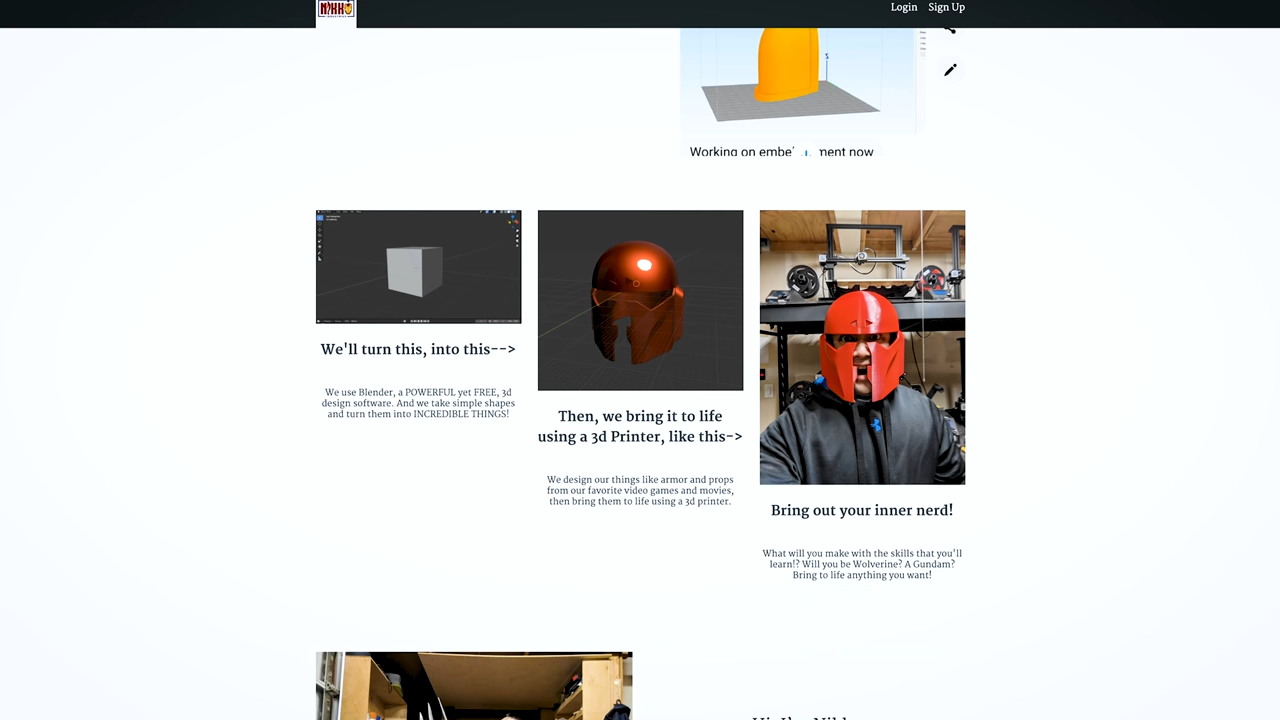 NIKKO
INDUSTRIES
Login Sign Up
Working on embe ment now
We'll turn this, into this-->
We use Blender, a POWERFUL yet FREE, 3d
design software. And we take simple shapes
and turn them into INCREDIBLE THINGS!
Then, we bring it to life
using a 3d Printer, like this->
We design our things like armor and props
from our favorite video games and movies,
then bring them to life using a 3d printer.
Bring out your inner nerd!
What will you make with the skills that you'll
learn!? Will you be Wolverine? A Gundam?
Bring to life anything you want!